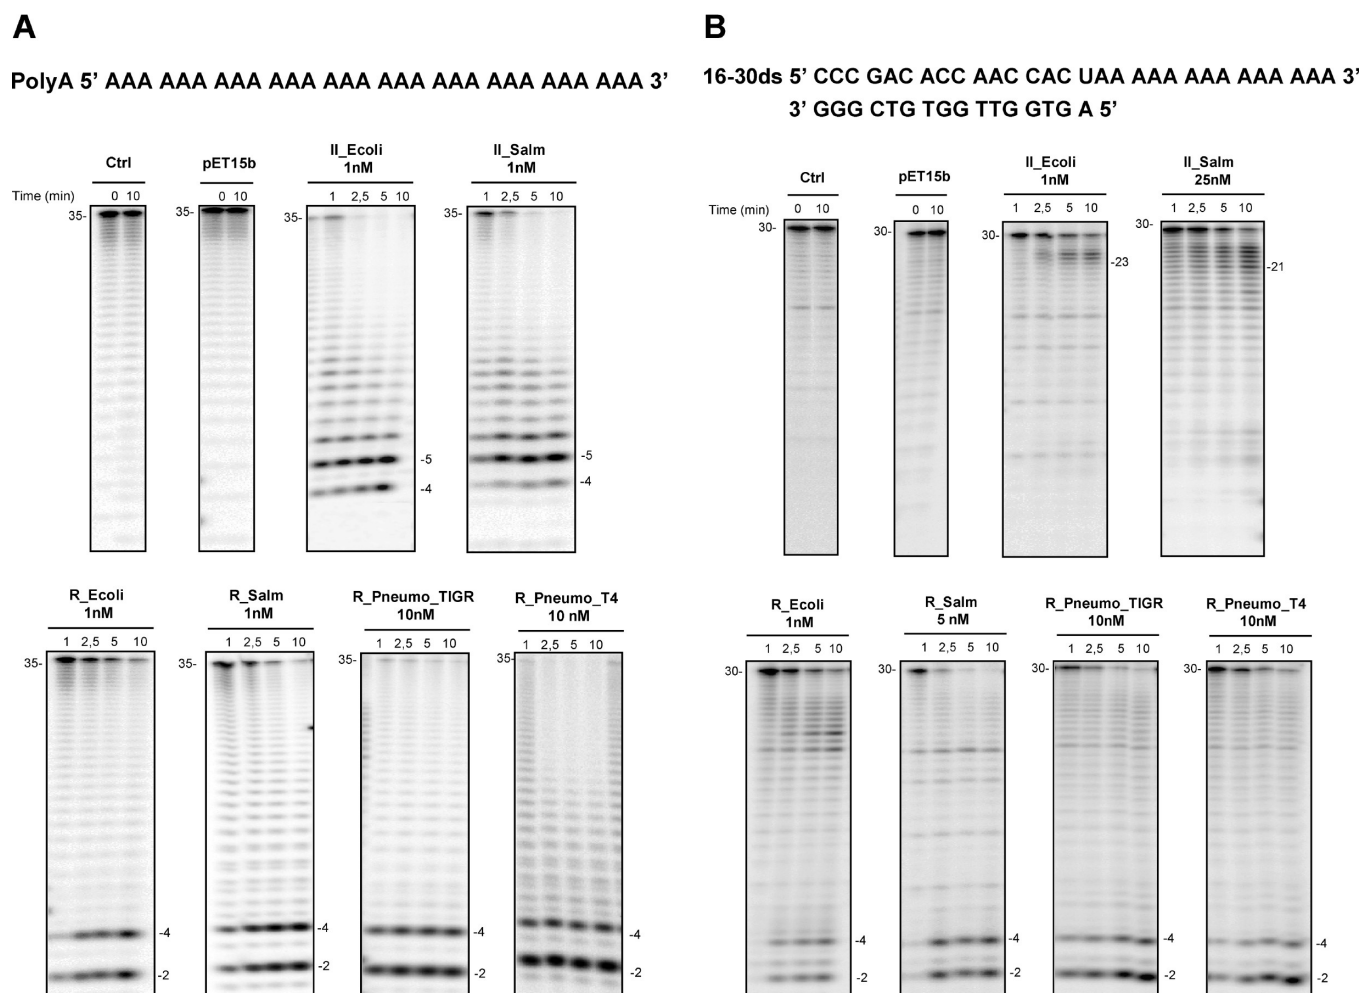 A
PolyA 5’ AAA AAA AAA AAA AAA AAA AAA AAA AAA AAA 3’
Ctrl
pET15b
II_Ecoli
1nM
II_Salm
1nM
Time (min)
0 10
0 10
1 2,5 5 10
1 2,5 5 10
35-
35-
35-
35-
-5
-4
-5
-4
R_Ecoli
1nM
R_Salm
1nM
R_Pneumo_TIGR
10nM
R_Pneumo_T4
10 nM
1 2,5 5 10
1 2,5 5 10
1 2,5 5 10
1 2,5 5 10
35-
35-
35-
35-
-4
-2
-4
-2
-4
-2
-4
-2
B
16-30ds 5’ CCC GAC ACC AAC CAC UAA AAA AAA AAA AAA 3’
3’ GGG CTG TGG TTG GTG A 5’
Ctrl
pET15b
II_Ecoli
1nM
II_Salm
25nM
Time (min)
0 10
0 10
1 2,5 5 10
1 2,5 5 10
30-
30-
30-
30-
-23
-21
R_Ecoli
1nM
R_Salm
5 nM
R_Pneumo_TIGR
10nM
R_Pneumo_T4
10nM
1 2,5 5 10
1 2,5 5 10
1 2,5 5 10
1 2,5 5 10
30-
30-
30-
30-
-4
-2
-4
-2
-4
-2
-4
-2